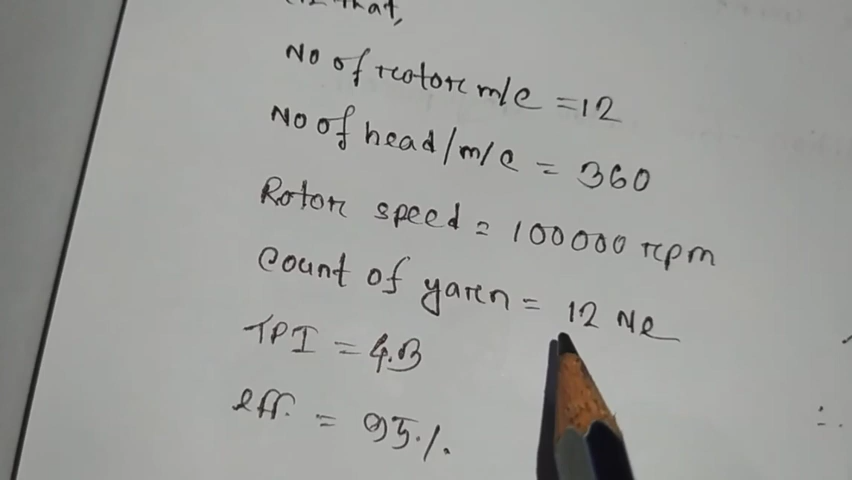 that,
No of rotor m/c = 12
No of head/m/c = 360
Rotor speed = 100000 rpm
Count of yarn = 12 Ne
TPI = 4.3
eff. = 95%
∴